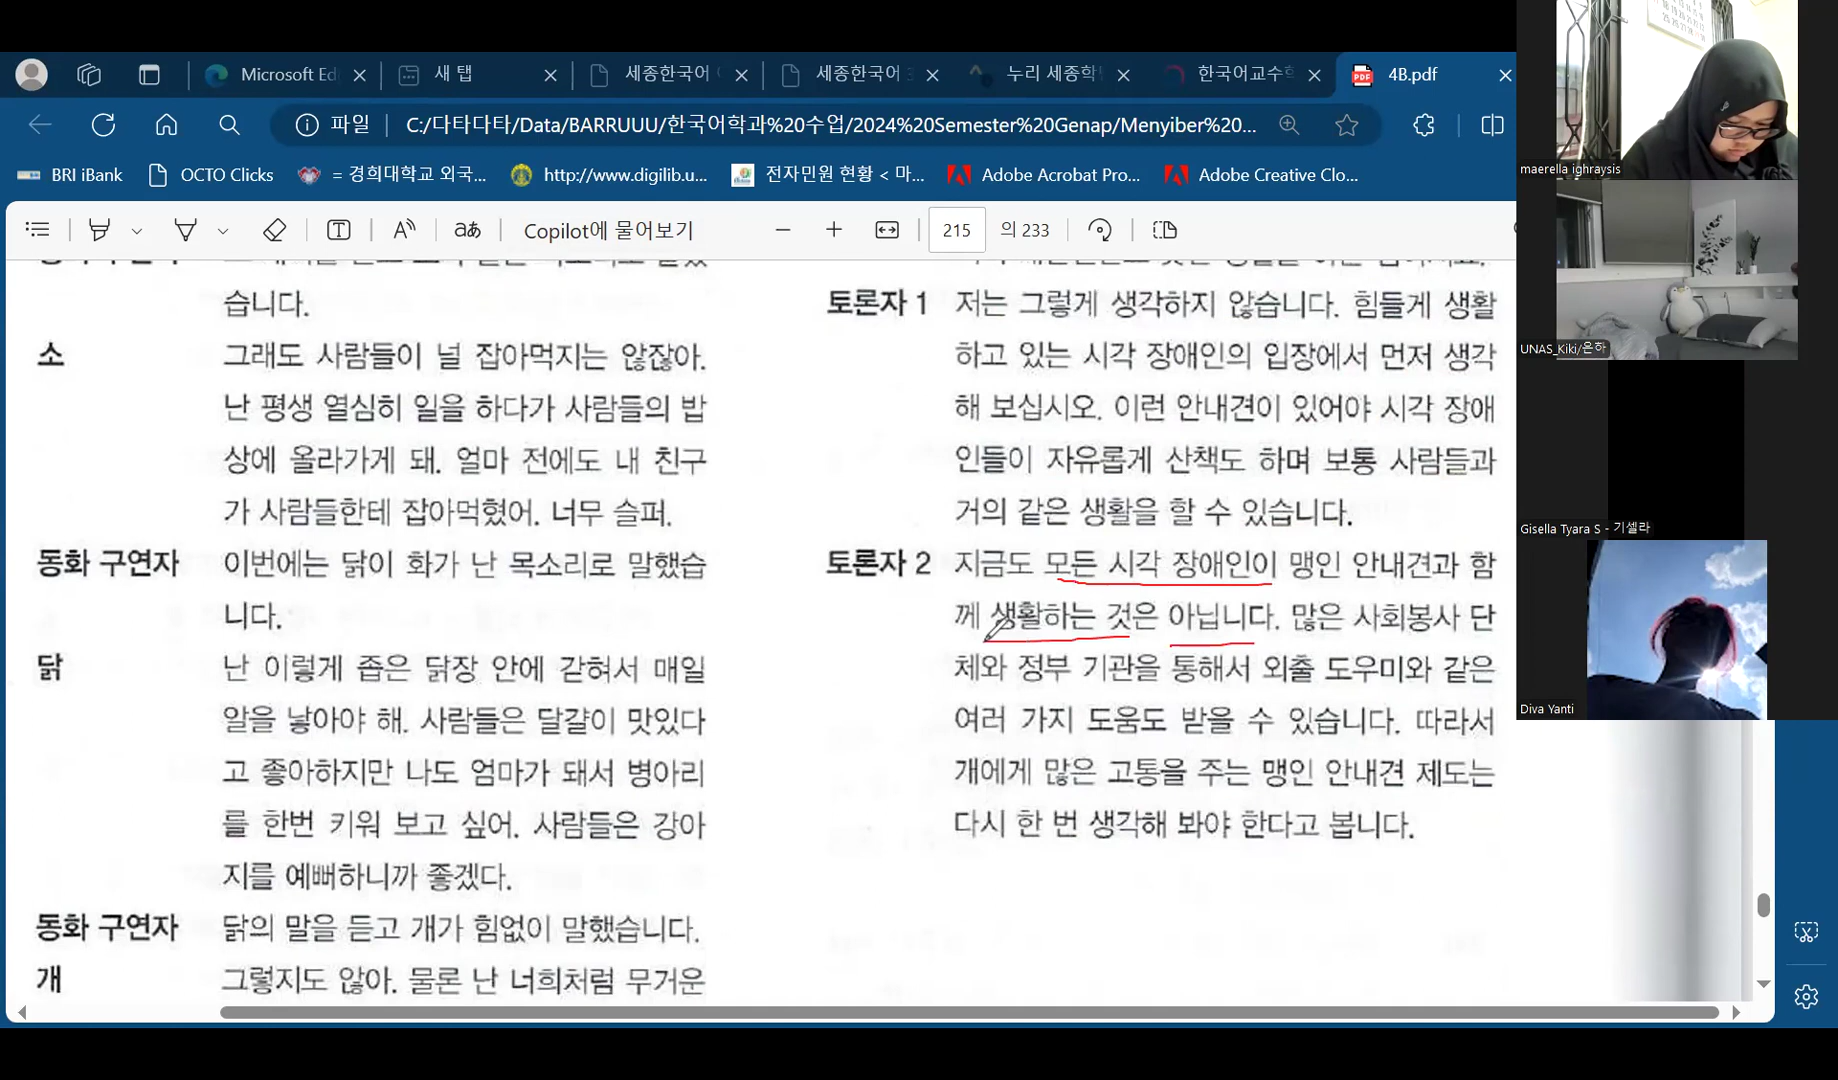 Microsoft Ed
새 탭
세종한국어
세종한국어 3
누리 세종학
한국어교수학
4B.pdf
파일
C:/다타다타/Data/BARRUUU/한국어학과%20수업/2024%20Semester%20Genap/Menyiber%20...
BRI iBank
OCTO Clicks
= 경희대학교 외국...
http://www.digilib.u...
전자민원 현황 < 마...
Adobe Acrobat Pro...
Adobe Creative Clo...
Copilot에 물어보기
215
의 233
습니다.
소 그래도 사람들이 널 잡아먹지는 않잖아.
난 평생 열심히 일을 하다가 사람들의 밥
상에 올라가게 돼. 얼마 전에도 내 친구
가 사람들한테 잡아먹혔어. 너무 슬퍼.
동화 구연자 이번에는 닭이 화가 난 목소리로 말했습
니다.
닭 난 이렇게 좁은 닭장 안에 갇혀서 매일
알을 낳아야 해. 사람들은 달걀이 맛있다
고 좋아하지만 나도 엄마가 돼서 병아리
를 한번 키워 보고 싶어. 사람들은 강아
지를 예뻐하니까 좋겠다.
동화 구연자 닭의 말을 듣고 개가 힘없이 말했습니다.
개 그렇지도 않아. 물론 난 너희처럼 무거운
토론자 1 저는 그렇게 생각하지 않습니다. 힘들게 생활
하고 있는 시각 장애인의 입장에서 먼저 생각
해 보십시오. 이런 안내견이 있어야 시각 장애
인들이 자유롭게 산책도 하며 보통 사람들과
거의 같은 생활을 할 수 있습니다.
토론자 2 지금도 모든 시각 장애인이 맹인 안내견과 함
께 생활하는 것은 아닙니다. 많은 사회봉사 단
체와 정부 기관을 통해서 외출 도우미와 같은
여러 가지 도움도 받을 수 있습니다. 따라서
개에게 많은 고통을 주는 맹인 안내견 제도는
다시 한 번 생각해 봐야 한다고 봅니다.
maerella ighraysis
UNAS_Kiki/은하
Gisella Tyara S - 기셀라
Diva Yanti